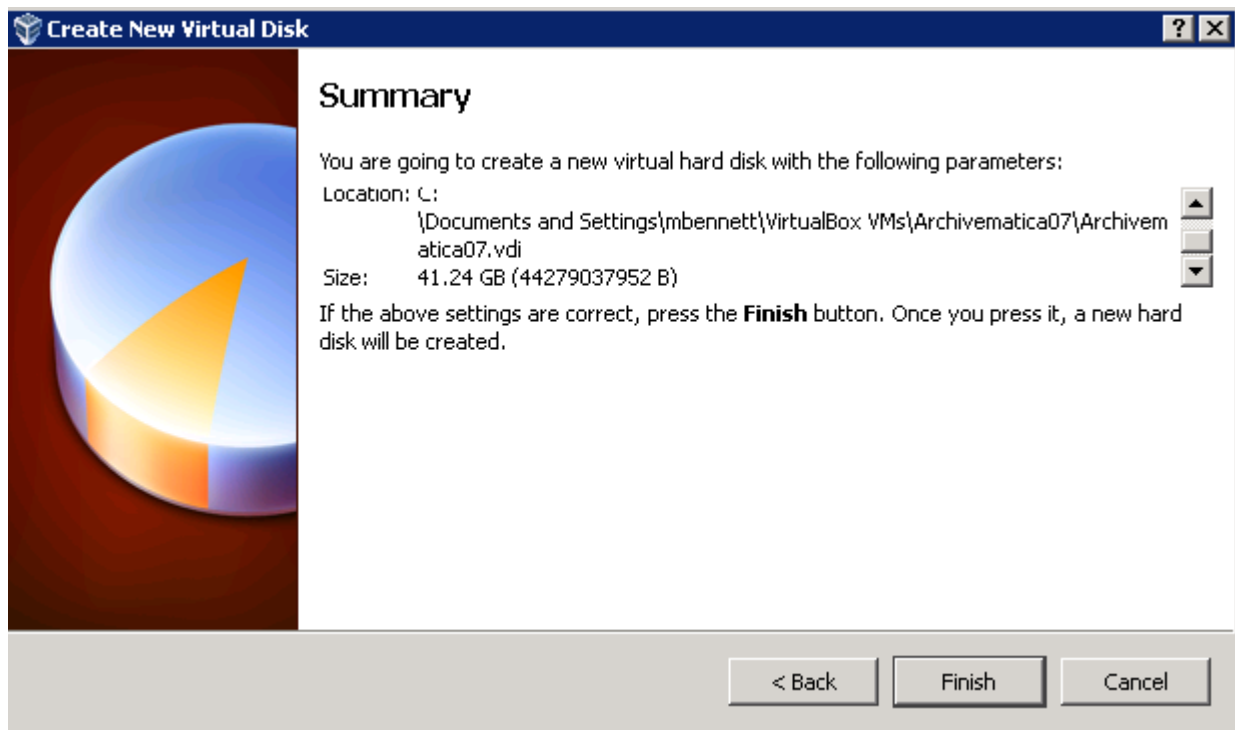 Create New Virtual Disk
Summary
You are going to create a new virtual hard disk with the following parameters:
Location: C:
\Documents and Settings\mbennett\VirtualBox VMs\Archivematica07\Archivem
atica07.vdi
Size: 41.24 GB (44279037952 B)
If the above settings are correct, press the Finish button. Once you press it, a new hard
disk will be created.
< Back Finish Cancel